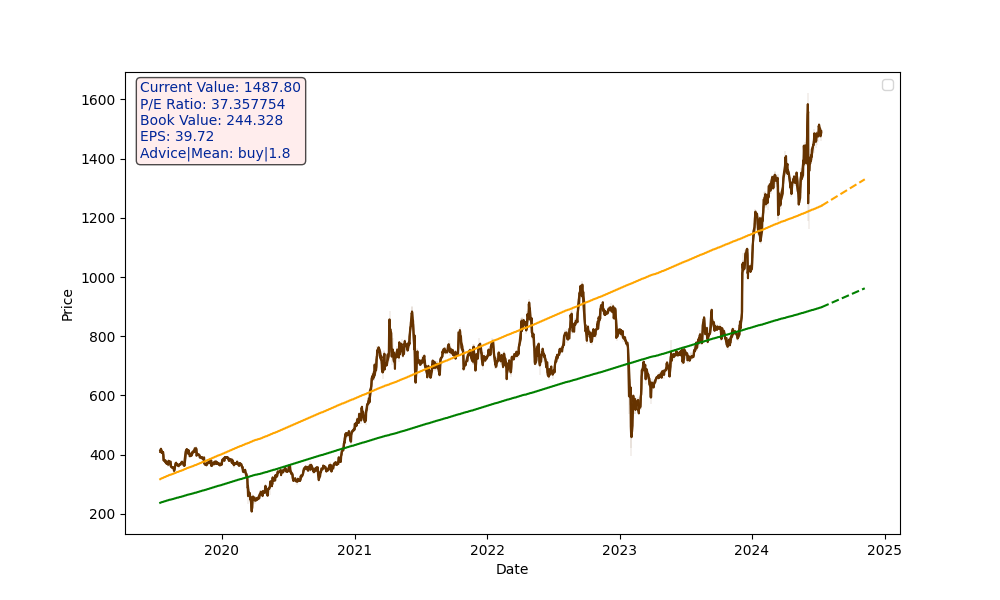 Current Value: 1487.80
P/E Ratio: 37.357754
Book Value: 244.328
EPS: 39.72
Advice|Mean: buy|1.8
1600
1400
1200
1000
800
600
400
200
Price
2020 2021 2022 2023 2024 2025
Date